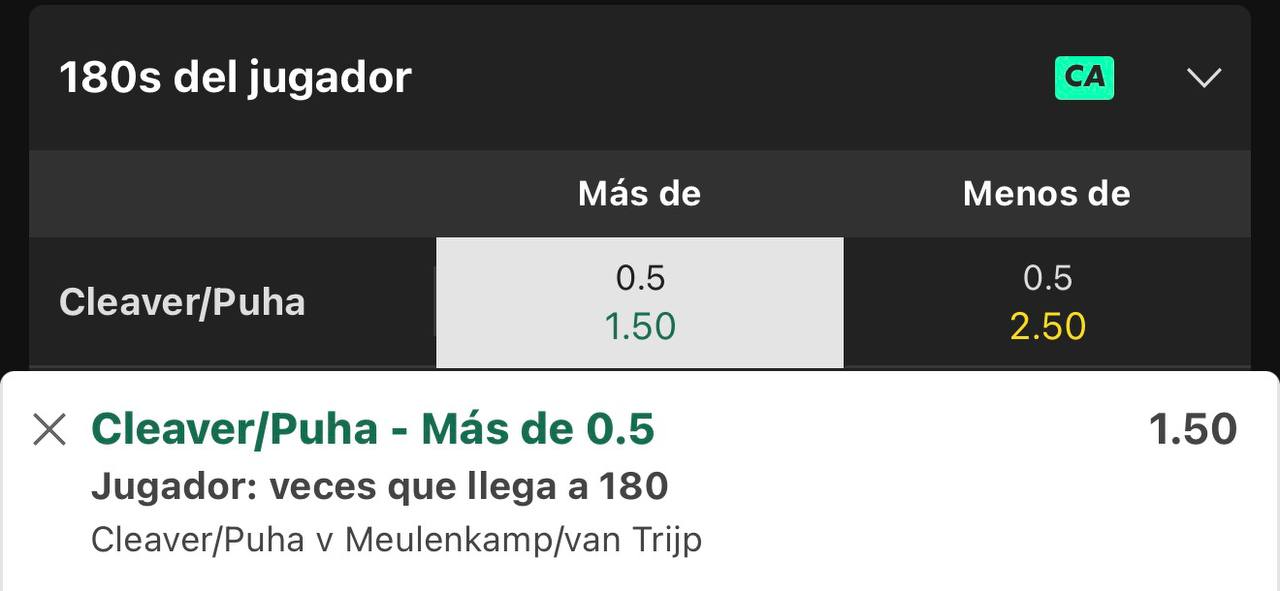 180s del jugador CA
Más de Menos de
Cleaver/Puha 0.5 0.5
1.50 2.50
Cleaver/Puha - Más de 0.5 1.50
Jugador: veces que llega a 180
Cleaver/Puha v Meulenkamp/van Trijp